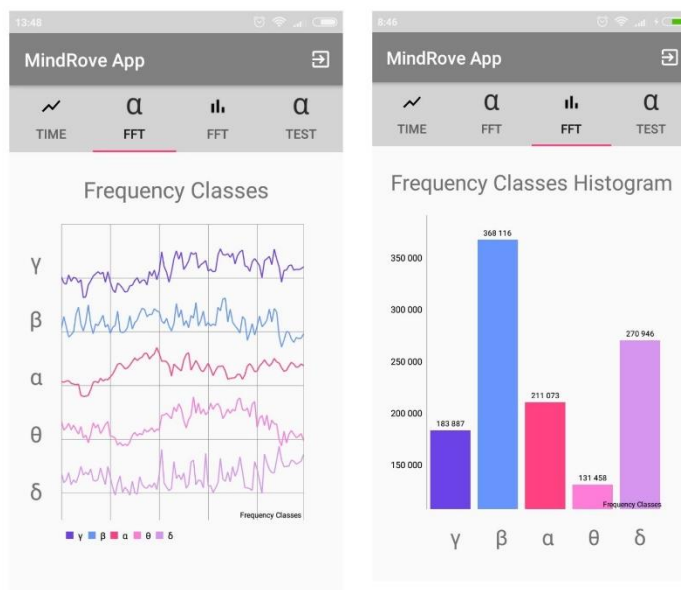 13:48
MindRove App
TIME FFT FFT TEST
α α
Frequency Classes
γ
β
α
θ
δ
Frequency Classes
γ β α θ δ
8:46
MindRove App
α α
TIME FFT FFT TEST
Frequency Classes Histogram
368 116
350 000
300 000
270 946
250 000
211 073
200 000
183 887
150 000
131 458
Frequency Classes
γ β α θ δ